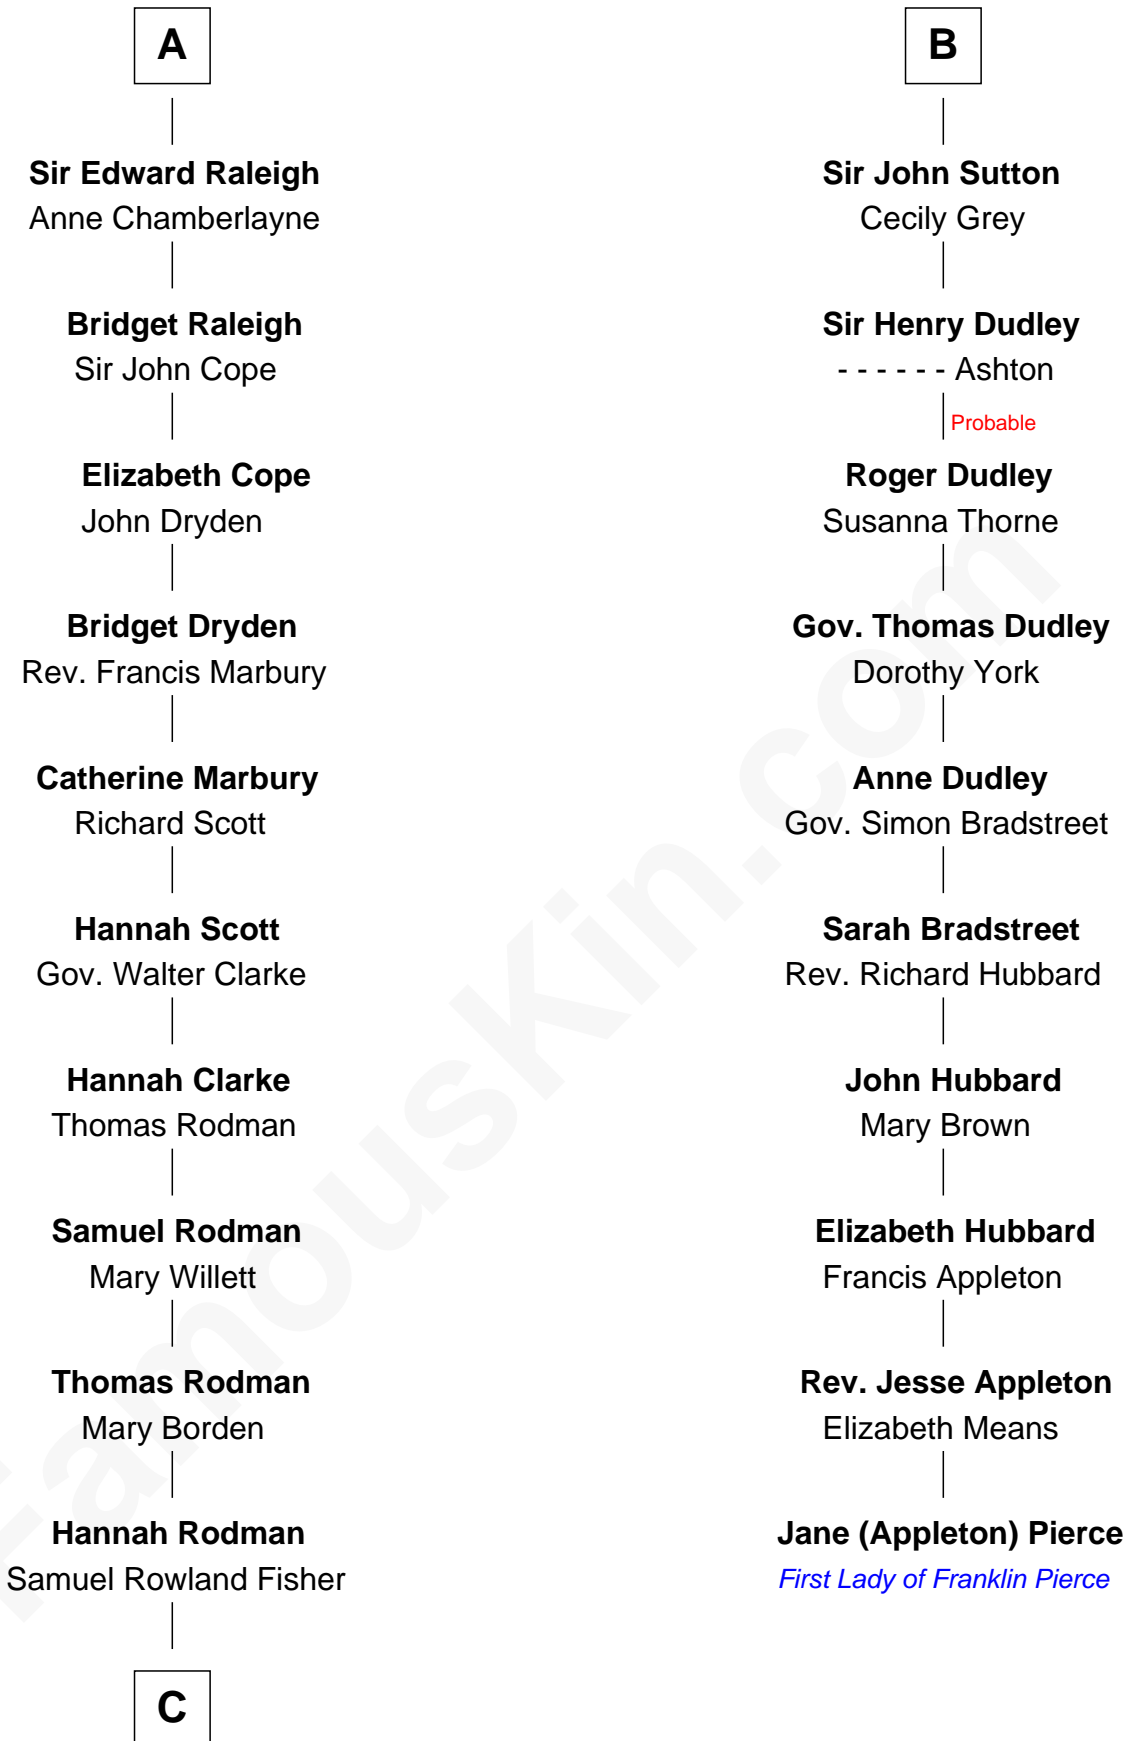 A
Sir Edward Raleigh
Anne Chamberlayne
Bridget Raleigh
Sir John Cope
Elizabeth Cope
John Dryden
Bridget Dryden
Rev. Francis Marbury
Catherine Marbury
Richard Scott
Hannah Scott
Gov. Walter Clarke
Hannah Clarke
Thomas Rodman
Samuel Rodman
Mary Willett
Thomas Rodman
Mary Borden
Hannah Rodman
Samuel Rowland Fisher
C
B
Sir John Sutton
Cecily Grey
Sir Henry Dudley
- - - - - - Ashton
Probable
Roger Dudley
Susanna Thorne
Gov. Thomas Dudley
Dorothy York
Anne Dudley
Gov. Simon Bradstreet
Sarah Bradstreet
Rev. Richard Hubbard
John Hubbard
Mary Brown
Elizabeth Hubbard
Francis Appleton
Rev. Jesse Appleton
Elizabeth Means
Jane (Appleton) Pierce
First Lady of Franklin Pierce
FamousKin.com